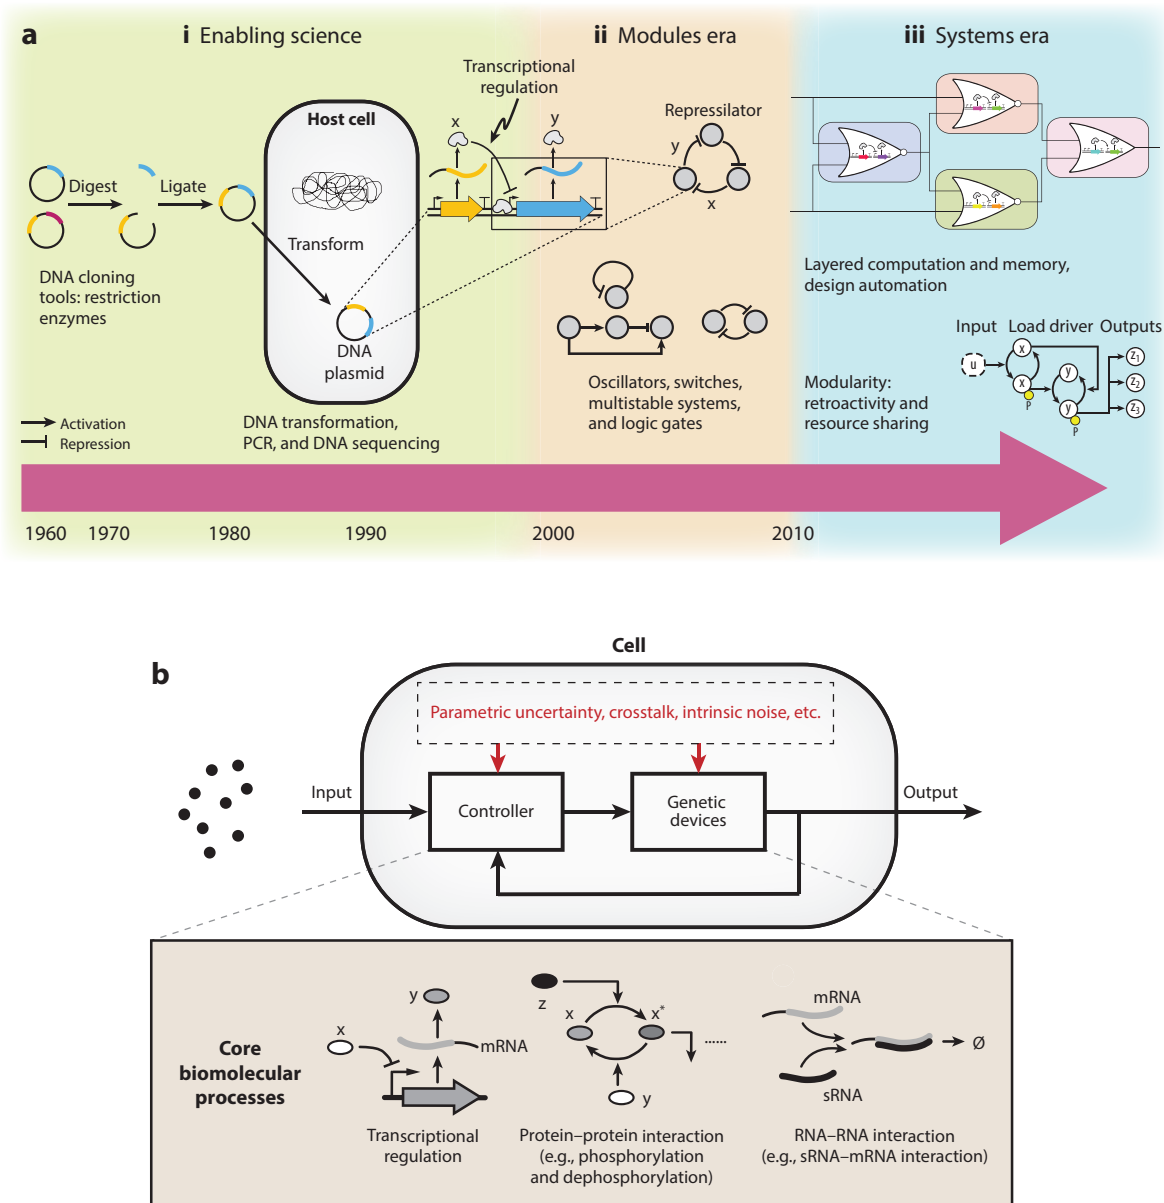 a
i Enabling science
ii Modules era
iii Systems era
Transcriptional
regulation
Host cell
x
y
Repressilator
y
x
Digest
Ligate
Transform
DNA cloning
tools: restriction
enzymes
DNA
plasmid
Layered computation and memory,
design automation
Input
Load driver
Outputs
u
x
x
P
y
y
P
z1
z2
z3
Oscillators, switches,
multistable systems,
and logic gates
Modularity:
retroactivity and
resource sharing
Activation
Repression
DNA transformation,
PCR, and DNA sequencing
1960
1970
1980
1990
2000
2010
b
Cell
Parametric uncertainty, crosstalk, intrinsic noise, etc.
Input
Controller
Genetic
devices
Output
Core
biomolecular
processes
x
y
mRNA
Transcriptional
regulation
z
x
x*
......
y
Protein–protein interaction
(e.g., phosphorylation
and dephosphorylation)
mRNA
sRNA
Ø
RNA–RNA interaction
(e.g., sRNA–mRNA interaction)